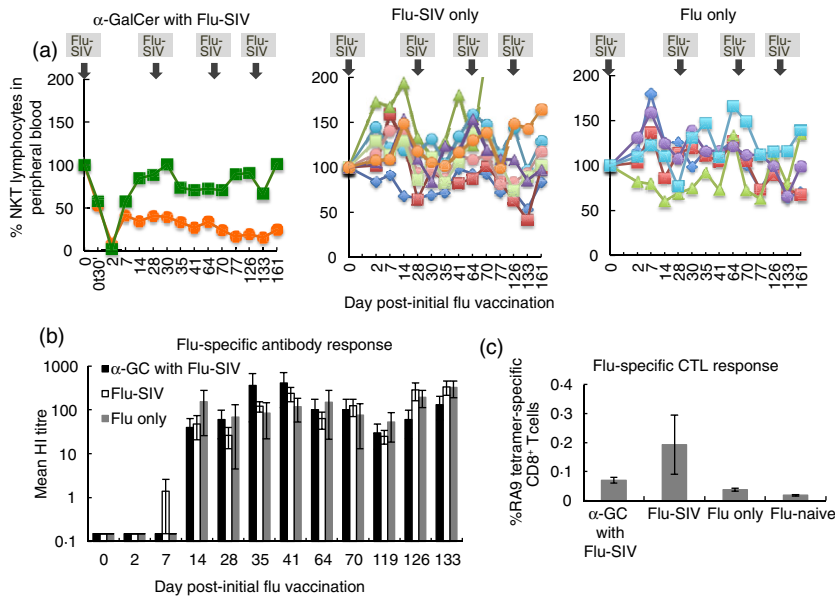 α-GalCer with Flu-SIV
Flu-SIV only
Flu only
(a)
Flu-
SIV
Flu-
SIV
Flu-
SIV
Flu-
SIV
Flu-
SIV
Flu-
SIV
Flu-
SIV
Flu-
SIV
Flu-
SIV
Flu-
SIV
Flu-
SIV
Flu-
SIV
% NKT lymphocytes in
peripheral blood
200
150
100
50
0
0
0t30'
2
7
14
28
30
35
41
64
70
77
126
133
161
200
150
100
50
0
0
2
7
14
28
30
35
41
64
70
77
126
133
161
200
150
100
50
0
0
2
7
14
28
30
35
41
64
70
77
126
133
161
Day post-initial flu vaccination
(b)
Flu-specific antibody response
α-GC with Flu-SIV
Flu-SIV
Flu only
Mean HI titre
1000
100
10
1
0·1
0 2 7 14 28 35 41 64 70 119 126 133
Day post-initial flu vaccination
(c)
Flu-specific CTL response
%RA9 tetramer-specific
CD8+ T cells
0·4
0·3
0·2
0·1
0
α-GC
with
Flu-SIV
Flu-SIV
Flu only
Flu-naive